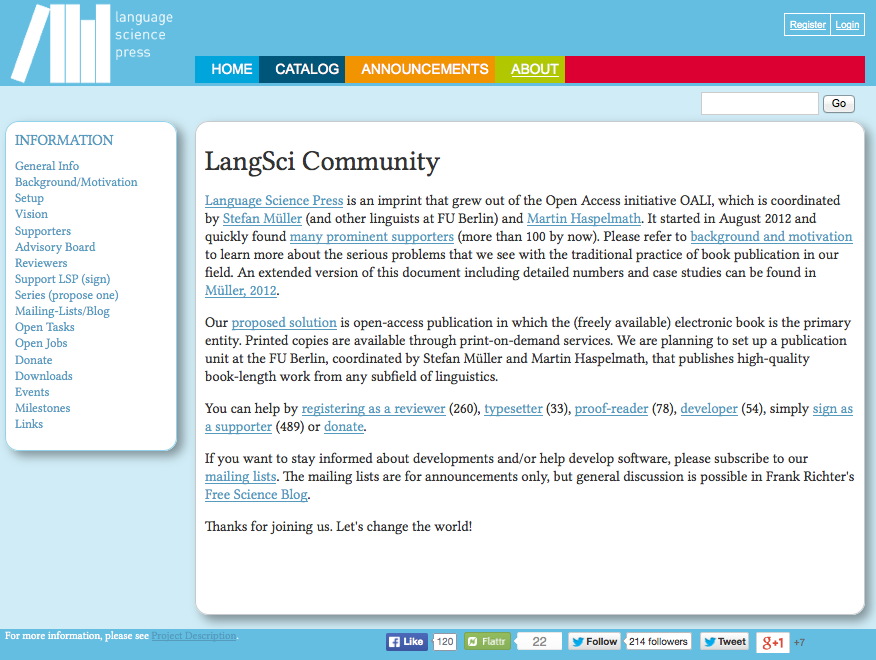 language
science
press
Register Login
HOME CATALOG ANNOUNCEMENTS ABOUT
Go
INFORMATION
General Info
Background/Motivation
Setup
Vision
Supporters
Advisory Board
Reviewers
Support LSP (sign)
Series (propose one)
Mailing-Lists/Blog
Open Tasks
Open Jobs
Donate
Downloads
Events
Milestones
Links
LangSci Community
Language Science Press is an imprint that grew out of the Open Access initiative OALI, which is coordinated
by Stefan Müller (and other linguists at FU Berlin) and Martin Haspelmath. It started in August 2012 and
quickly found many prominent supporters (more than 100 by now). Please refer to background and motivation
to learn more about the serious problems that we see with the traditional practice of book publication in our
field. An extended version of this document including detailed numbers and case studies can be found in
Müller, 2012.
Our proposed solution is open-access publication in which the (freely available) electronic book is the primary
entity. Printed copies are available through print-on-demand services. We are planning to set up a publication
unit at the FU Berlin, coordinated by Stefan Müller and Martin Haspelmath, that publishes high-quality
book-length work from any subfield of linguistics.
You can help by registering as a reviewer (260), typesetter (33), proof-reader (78), developer (54), simply sign as
a supporter (489) or donate.
If you want to stay informed about developments and/or help develop software, please subscribe to our
mailing lists. The mailing lists are for announcements only, but general discussion is possible in Frank Richter's
Free Science Blog.
Thanks for joining us. Let's change the world!
For more information, please see Project Description.
Like 120 Flattr 22 Follow 214 followers Tweet g+1 +7